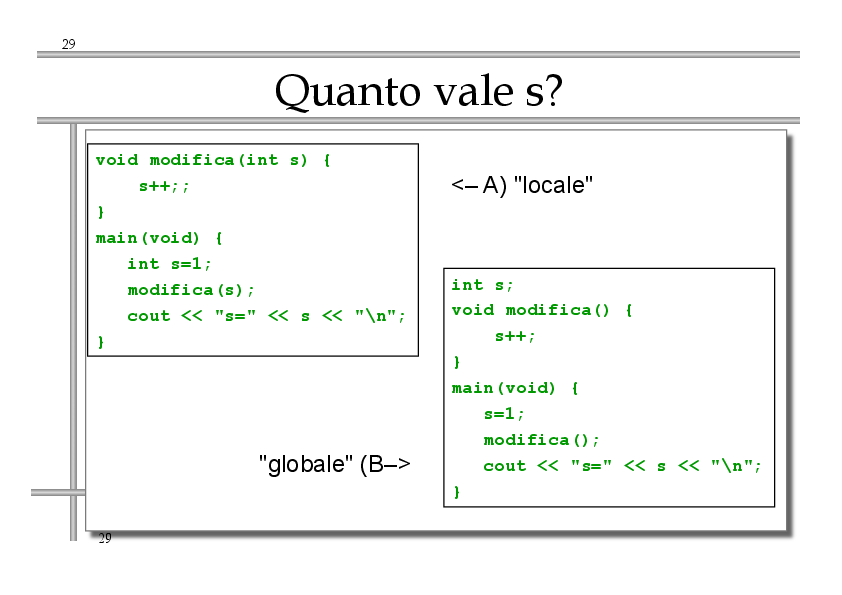 29
Quanto vale s?
void modifica(int s) {
s++;;
}
main(void) {
int s=1;
modifica(s);
cout << "s=" << s << "\n";
}
<– A) "locale"
int s;
void modifica() {
s++;
}
main(void) {
s=1;
modifica();
cout << "s=" << s << "\n";
}
"globale" (B–>
29